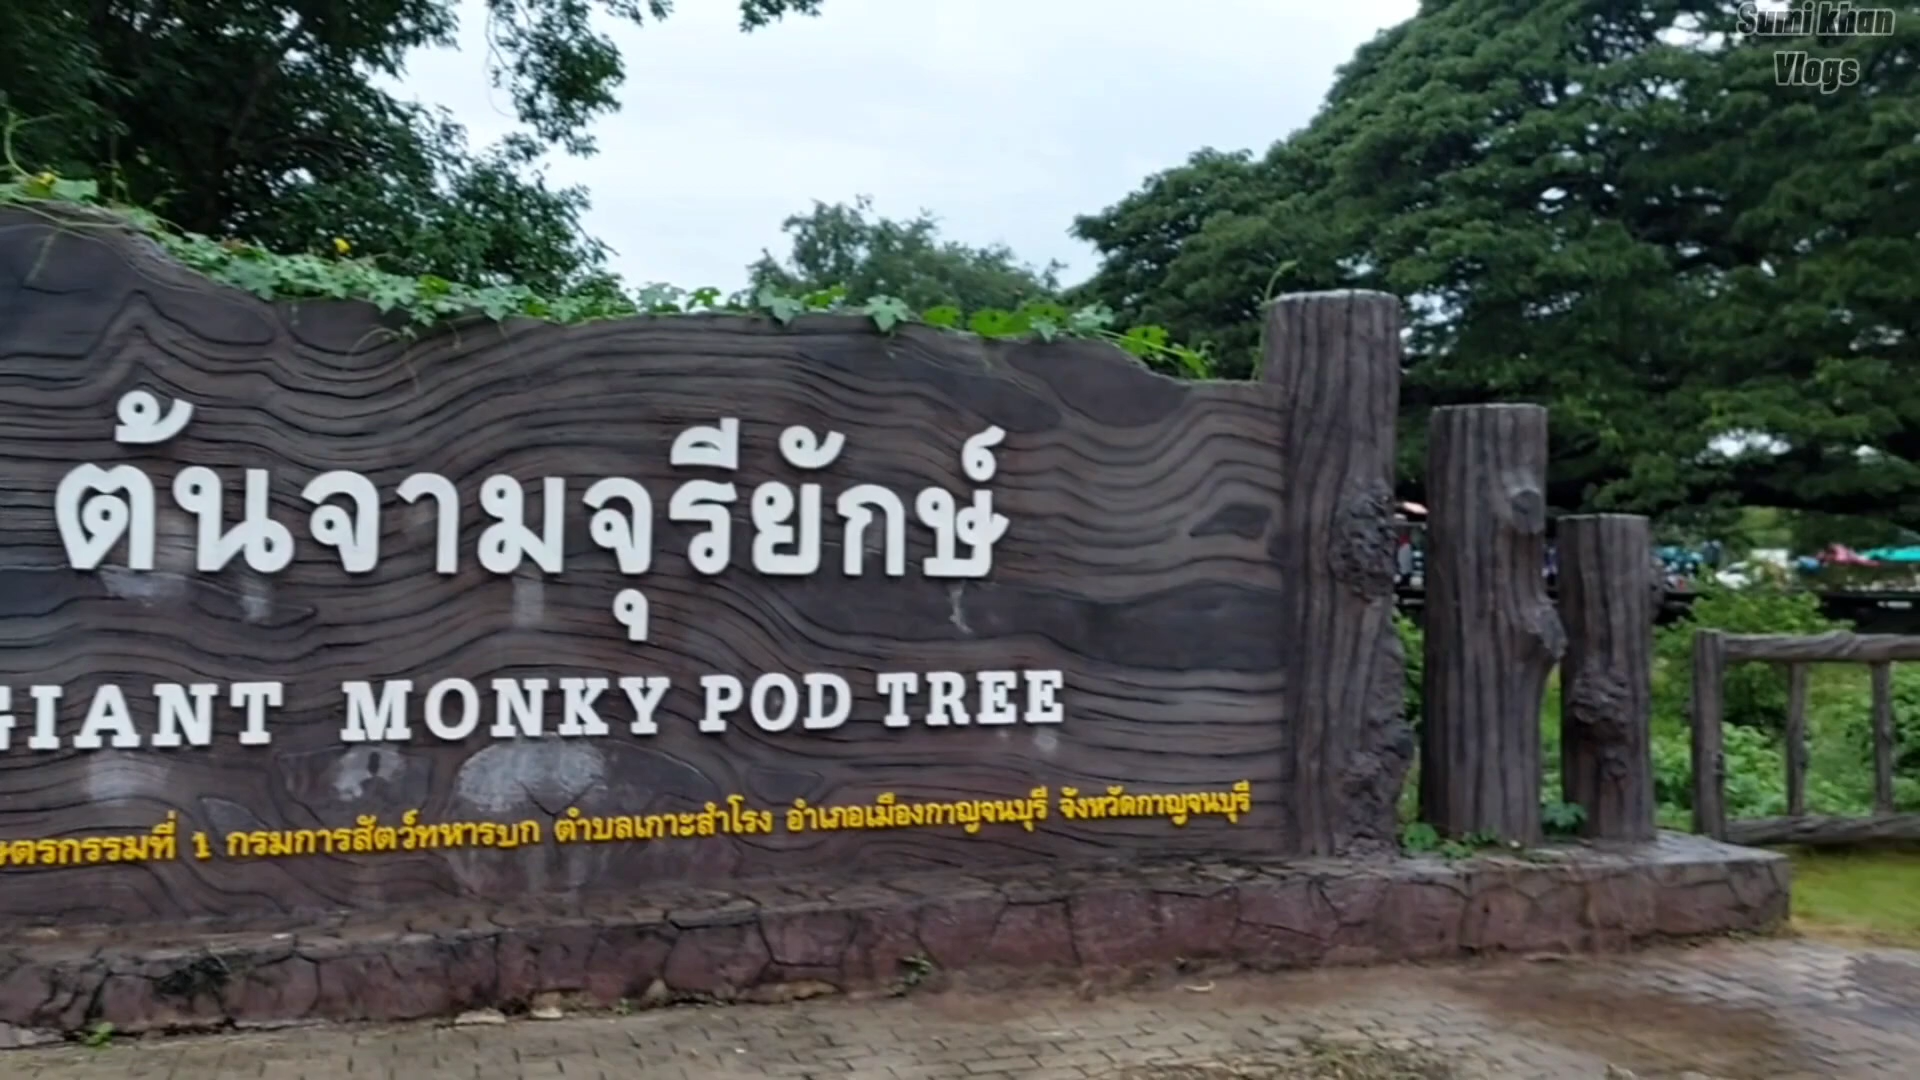 Sumi khan
Vlogs
ต้นจามจุรียักษ์
GIANT MONKY POD TREE
ษตรกรรมที่ 1 กรมการสัตว์ทหารบก ตำบลเกาะสำโรง อำเภอเมืองกาญจนบุรี จังหวัดกาญจนบุรี